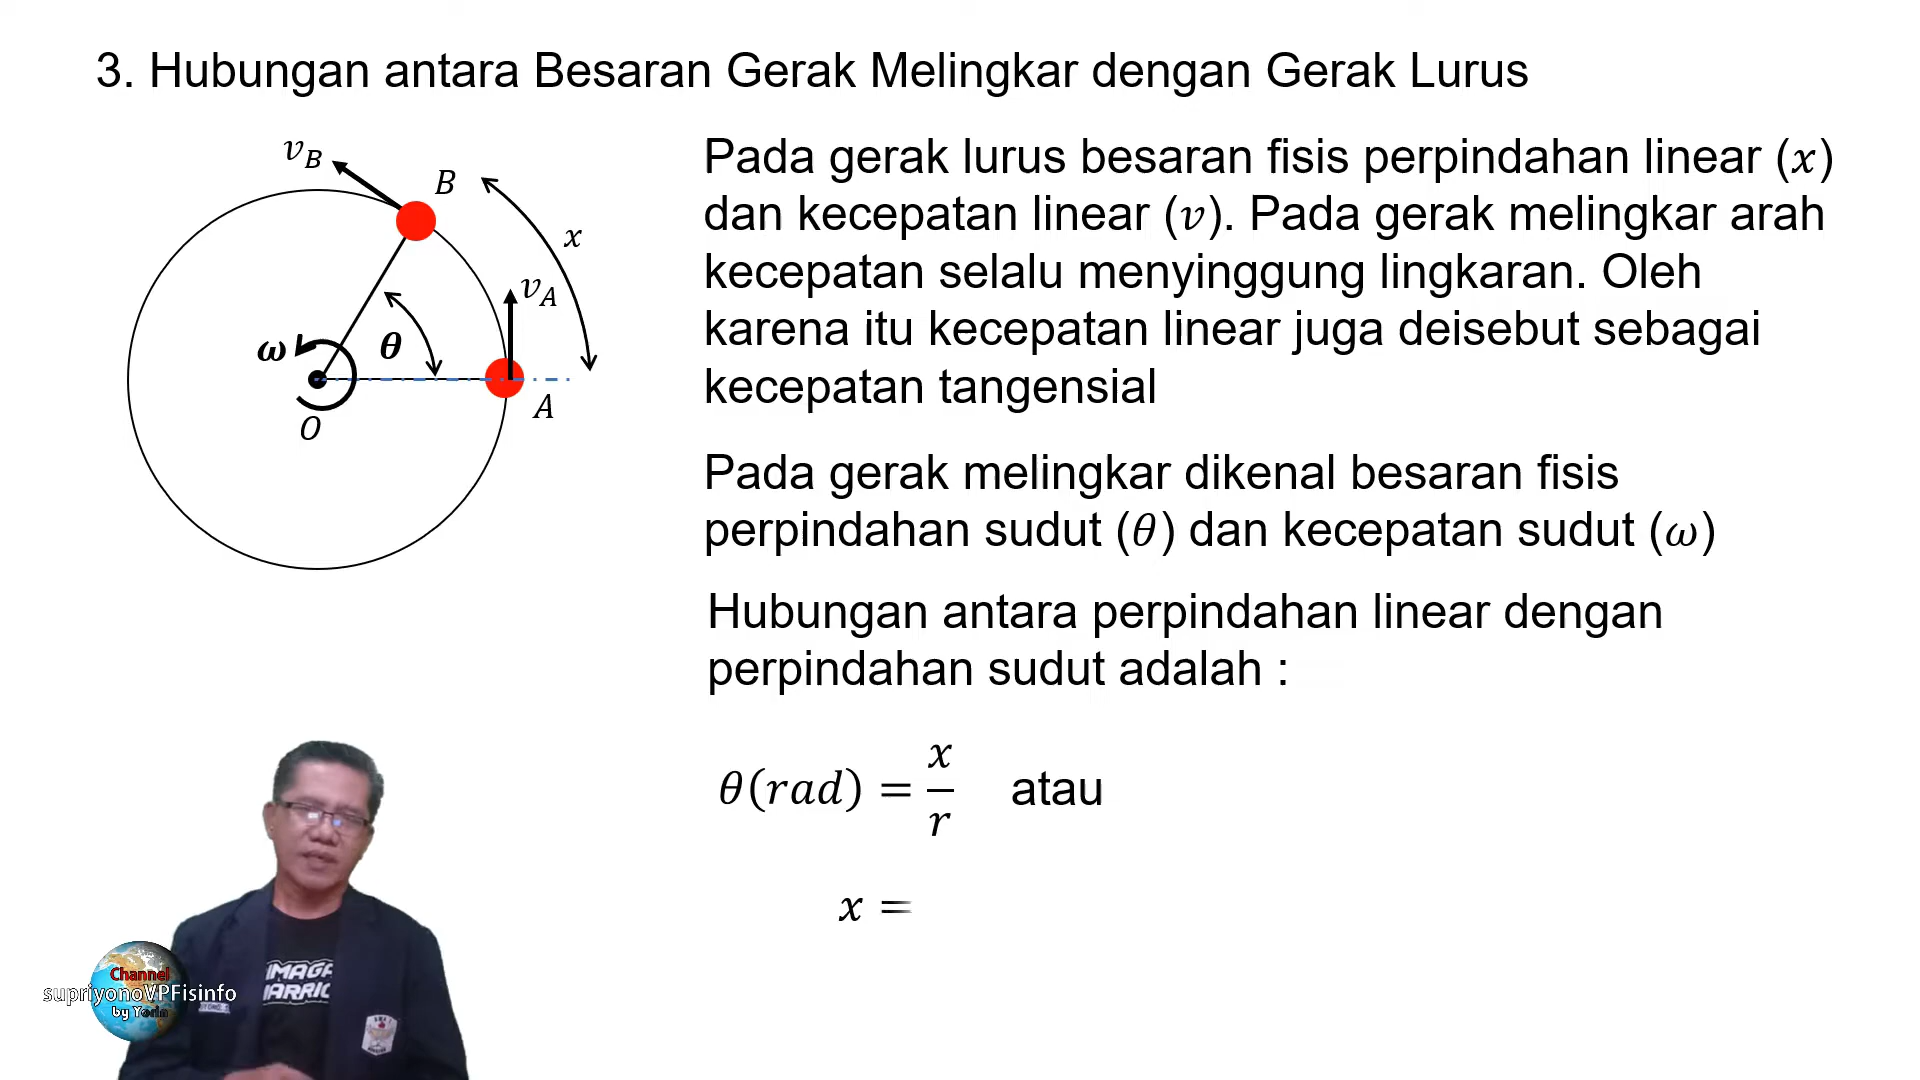 3. Hubungan antara Besaran Gerak Melingkar dengan Gerak Lurus
v_B
B
x
v_A
ω
θ
O
A
Pada gerak lurus besaran fisis perpindahan linear (x)
dan kecepatan linear (v). Pada gerak melingkar arah
kecepatan selalu menyinggung lingkaran. Oleh
karena itu kecepatan linear juga deisebut sebagai
kecepatan tangensial
Pada gerak melingkar dikenal besaran fisis
perpindahan sudut (θ) dan kecepatan sudut (ω)
Hubungan antara perpindahan linear dengan
perpindahan sudut adalah :
θ(rad) = x/r atau
x =
Channel
supriyonoVPFisinfo
by Yorin